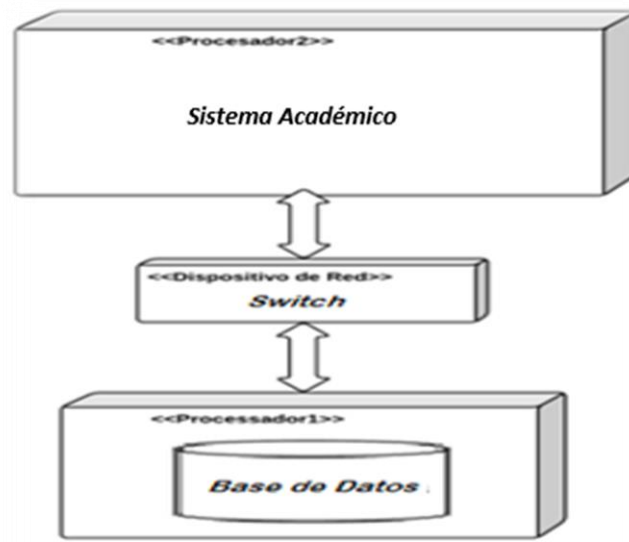 <<Procesador2>>
Sistema Académico
<<Dispositivo de Red>>
Switch
<<Processador1>>
Base de Datos .